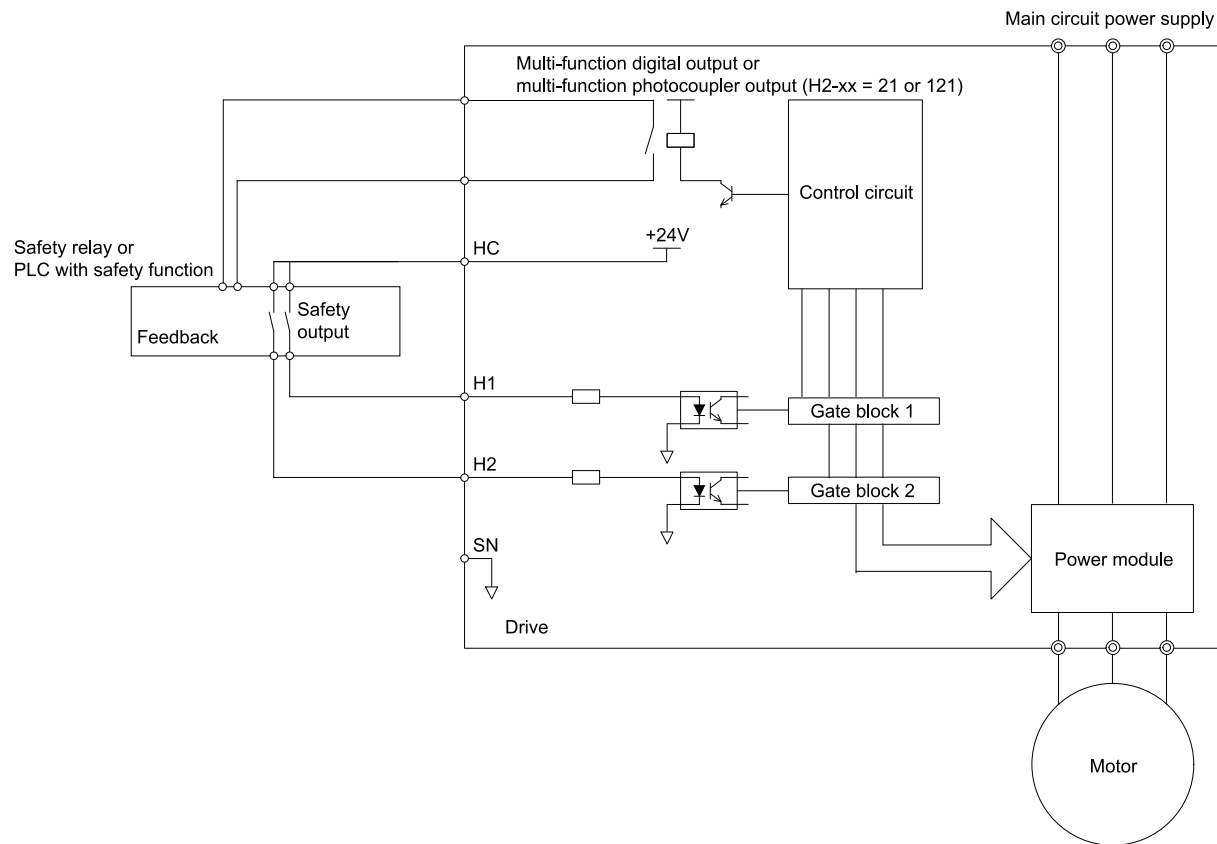 Main circuit power supply
Multi-function digital output or
multi-function photocoupler output (H2-xx = 21 or 121)
Control circuit
+24V
HC
Safety relay or
PLC with safety function
Safety
output
Feedback
H1
Gate block 1
H2
Gate block 2
SN
Power module
Drive
Motor